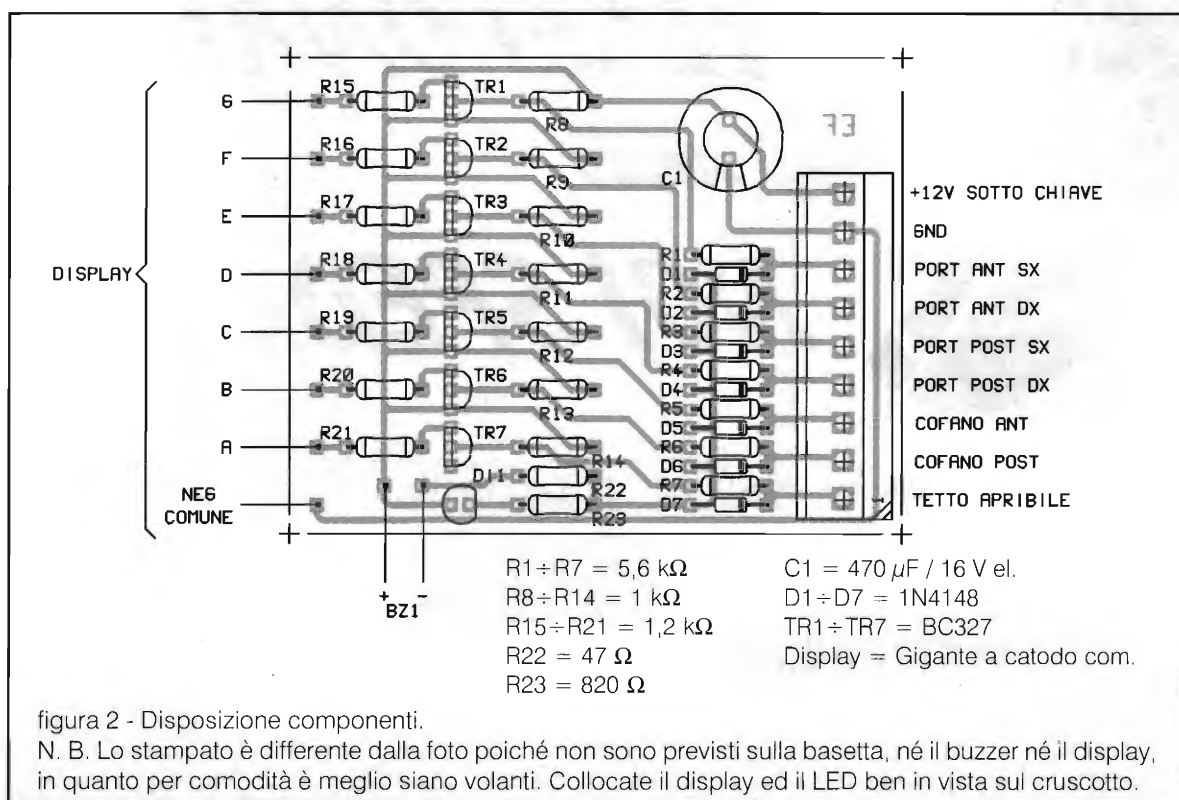 R15
TR1
G
R8
R16
TR2
F
R9
C1
R17
TR3
E
R10
R18
TR4
D
R11
R19
TR5
C
R12
R20
TR6
B
R13
R21
TR7
A
R14
D11
R22
R23
DISPLAY
NEG
COMUNE
+ -
BZ1
R1
D1
R2
D2
R3
D3
R4
D4
R5
D5
R6
D6
R7
D7
73
1
+12V SOTTO CHIAVE
GND
PORT ANT SX
PORT ANT DX
PORT POST SX
PORT POST DX
COFANO ANT
COFANO POST
TETTO APRIBILE
R1÷R7 = 5,6 kΩ
R8÷R14 = 1 kΩ
R15÷R21 = 1,2 kΩ
R22 = 47 Ω
R23 = 820 Ω
C1 = 470 µF / 16 V el.
D1÷D7 = 1N4148
TR1÷TR7 = BC327
Display = Gigante a catodo com.
figura 2 - Disposizione componenti.
N. B. Lo stampato è differente dalla foto poiché non sono previsti sulla basetta, né il buzzer né il display,
in quanto per comodità è meglio siano volanti. Collocate il display ed il LED ben in vista sul cruscotto.